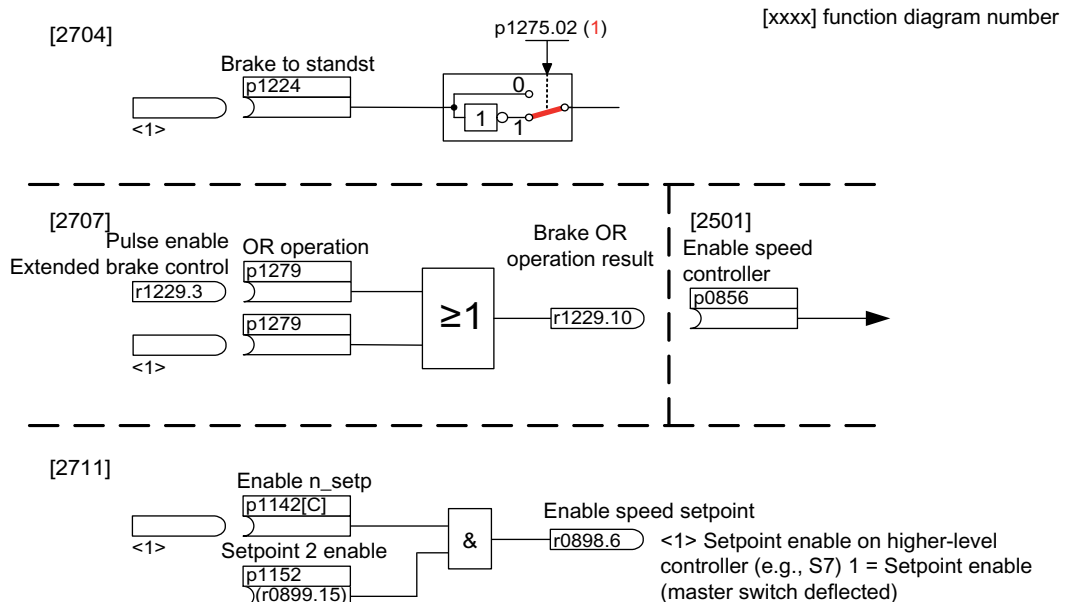 [xxxx] function diagram number
[2704]
p1275.02 (1)
Brake to standst
p1224
<1>
0
1
1
[2707]
Pulse enable
Extended brake control
r1229.3
OR operation
p1279
p1279
<1>
≥1
Brake OR
operation result
r1229.10
[2501]
Enable speed
controller
p0856
[2711]
Enable n_setp
p1142[C]
<1>
Setpoint 2 enable
p1152
(r0899.15)
&
Enable speed setpoint
r0898.6
<1> Setpoint enable on higher-level
controller (e.g., S7) 1 = Setpoint enable
(master switch deflected)